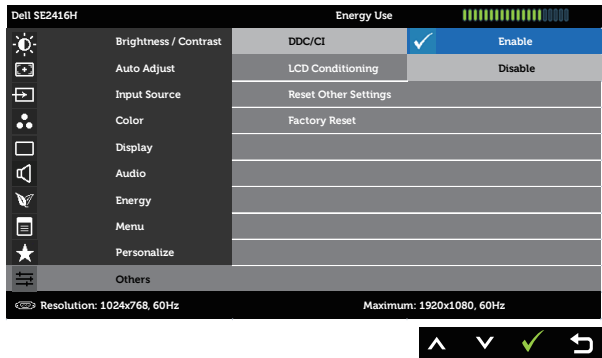 Dell SE2416H Energy Use
Brightness / Contrast DDC/CI Enable
Auto Adjust LCD Conditioning Disable
Input Source Reset Other Settings
Color Factory Reset
Display
Audio
Energy
Menu
Personalize
Others
Resolution: 1024x768, 60Hz Maximum: 1920x1080, 60Hz